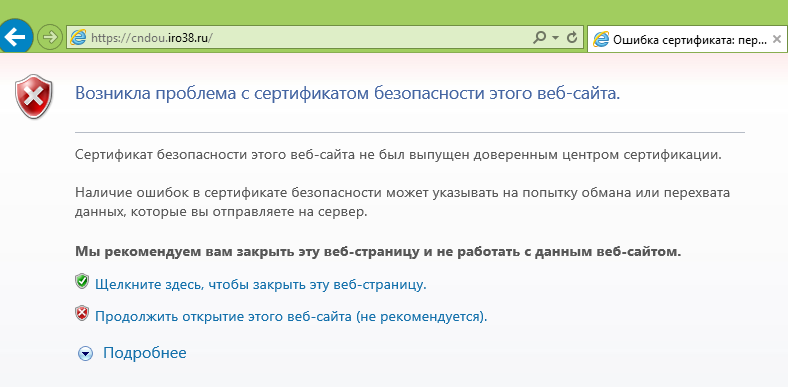 https://cndou.iro38.ru/
Ошибка сертификата: пер...
Возникла проблема с сертификатом безопасности этого веб-сайта.
Сертификат безопасности этого веб-сайта не был выпущен доверенным центром сертификации.
Наличие ошибок в сертификате безопасности может указывать на попытку обмана или перехвата
данных, которые вы отправляете на сервер.
Мы рекомендуем вам закрыть эту веб-страницу и не работать с данным веб-сайтом.
Щелкните здесь, чтобы закрыть эту веб-страницу.
Продолжить открытие этого веб-сайта (не рекомендуется).
Подробнее